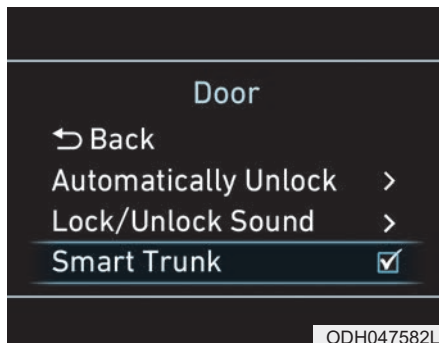 Door
Back
Automatically Unlock >
Lock/Unlock Sound >
Smart Trunk
ODH047582L